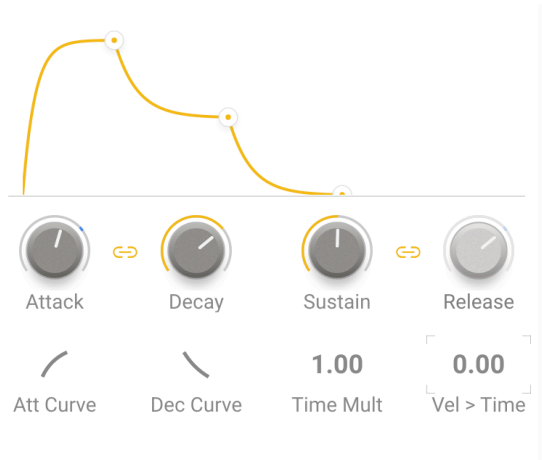 Attack
Decay
Sustain
Release
1.00
0.00
Att Curve
Dec Curve
Time Mult
Vel > Time